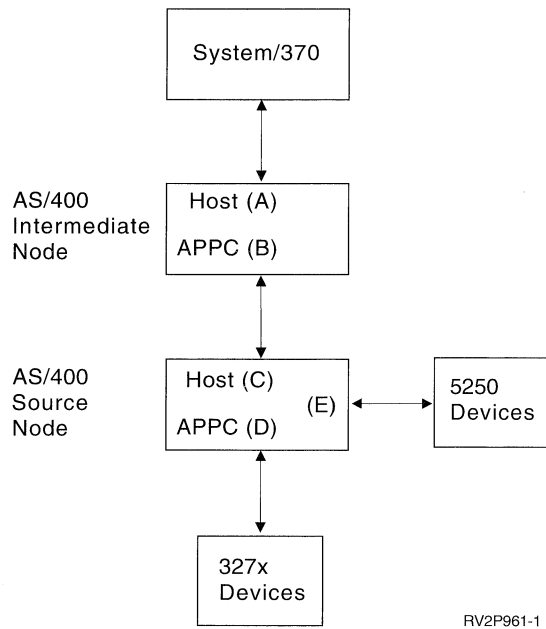 System/370
AS/400
Intermediate
Node
Host (A)
APPC (B)
AS/400
Source
Node
Host (C)
(E)
APPC (D)
5250
Devices
327x
Devices
RV2P961-1